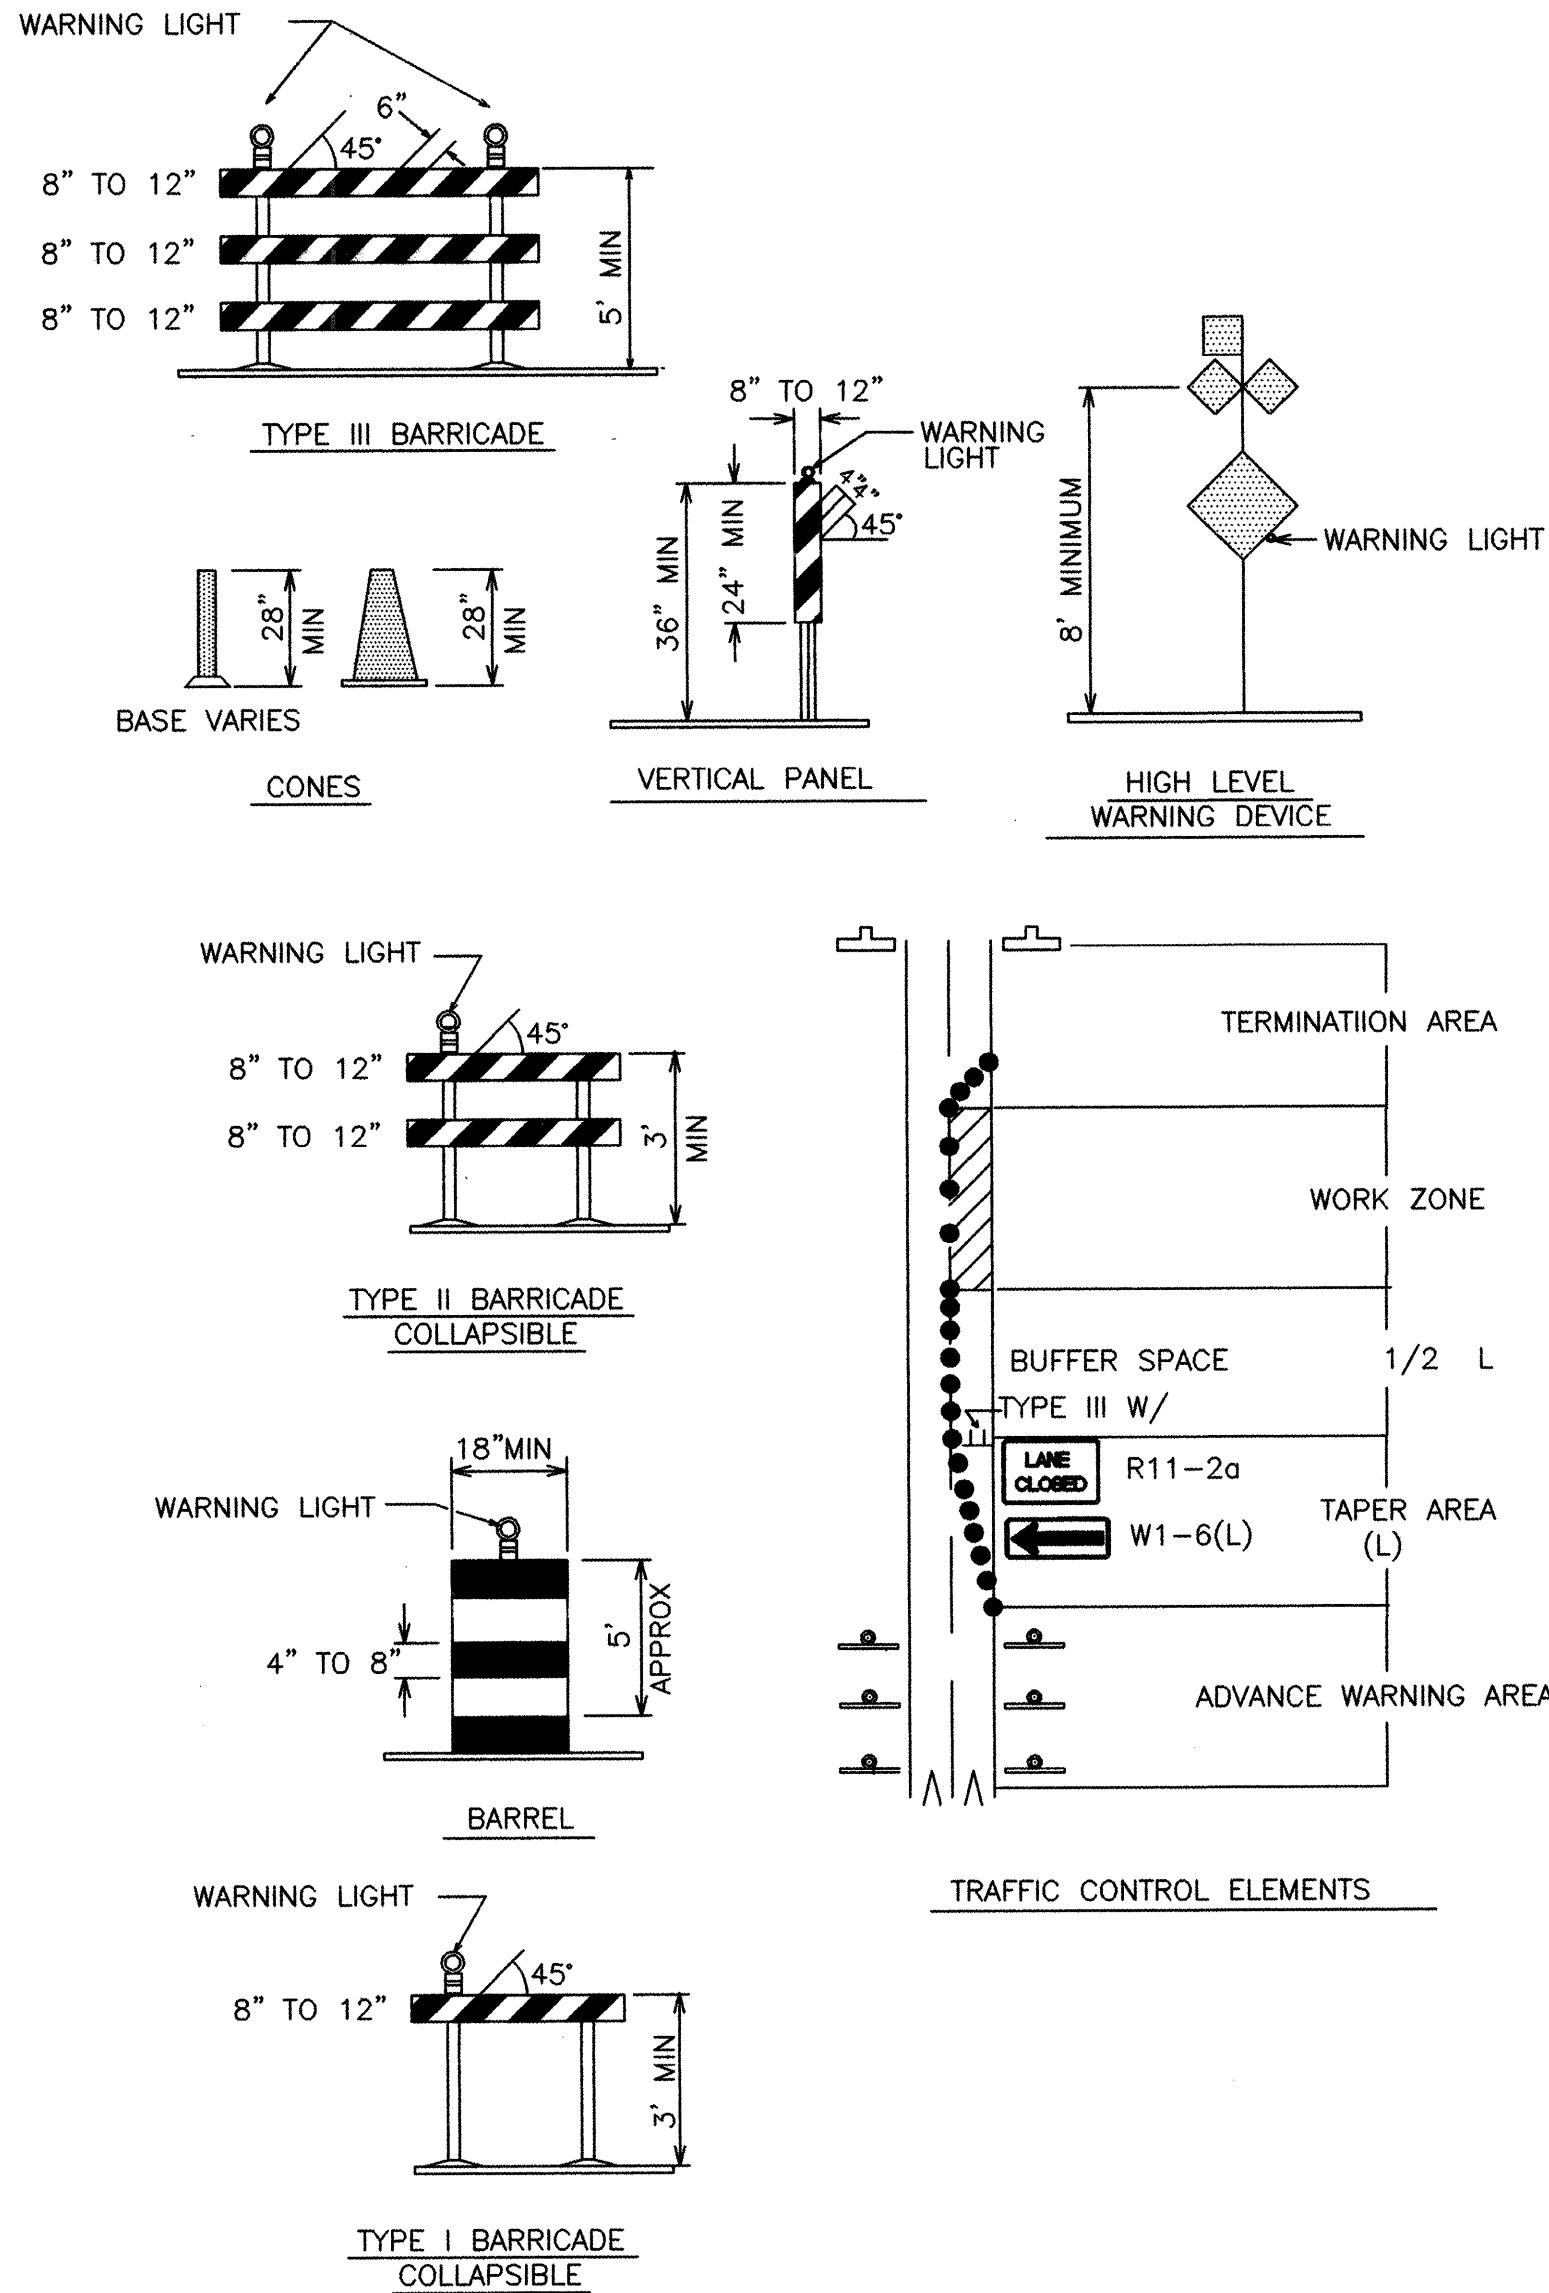 WARNING LIGHT
6"
45°
8" TO 12"
8" TO 12"
8" TO 12"
5' MIN
TYPE III BARRICADE
8" TO 12"
WARNING
LIGHT
4"
4"
45°
36" MIN
24" MIN
VERTICAL PANEL
8' MINIMUM
WARNING LIGHT
HIGH LEVEL
WARNING DEVICE
28"
MIN
28"
MIN
BASE VARIES
CONES
WARNING LIGHT
45°
8" TO 12"
8" TO 12"
3'
MIN
TYPE II BARRICADE
COLLAPSIBLE
18"MIN
WARNING LIGHT
4" TO 8"
5'
APPROX
BARREL
WARNING LIGHT
45°
8" TO 12"
3' MIN
TYPE I BARRICADE
COLLAPSIBLE
TERMINATIION AREA
WORK ZONE
BUFFER SPACE 1/2 L
TYPE III W/
LANE
CLOSED
R11-2a
W1-6(L)
TAPER AREA
(L)
ADVANCE WARNING AREA
TRAFFIC CONTROL ELEMENTS